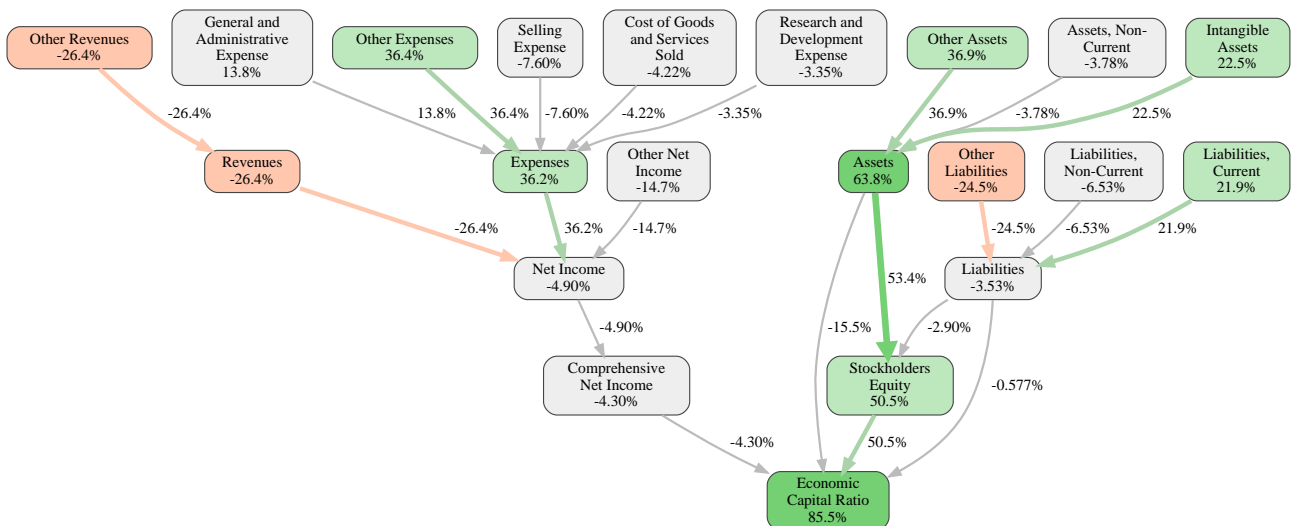 Other Revenues
-26.4%
General and
Administrative
Expense
13.8%
Other Expenses
36.4%
Selling
Expense
-7.60%
Cost of Goods
and Services
Sold
-4.22%
Research and
Development
Expense
-3.35%
Other Assets
36.9%
Assets, Non-
Current
-3.78%
Intangible
Assets
22.5%
-26.4%
13.8%
36.4%
-7.60%
-4.22%
-3.35%
36.9%
-3.78%
22.5%
Revenues
-26.4%
Expenses
36.2%
Other Net
Income
-14.7%
Assets
63.8%
Other
Liabilities
-24.5%
Liabilities,
Non-Current
-6.53%
Liabilities,
Current
21.9%
-26.4%
36.2%
-14.7%
-24.5%
-6.53%
21.9%
Net Income
-4.90%
53.4%
Liabilities
-3.53%
-4.90%
-15.5%
-2.90%
Comprehensive
Net Income
-4.30%
Stockholders
Equity
50.5%
-0.577%
-4.30%
50.5%
Economic
Capital Ratio
85.5%